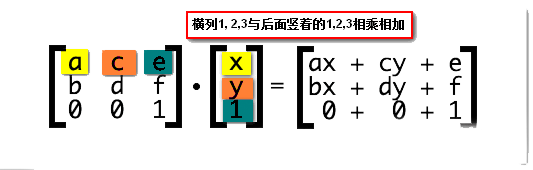 横列1, 2,3与后面竖着的1,2,3相乘相加
a c e x ax + cy + e
b d f • y = bx + dy + f
0 0 1 1 0 + 0 + 1